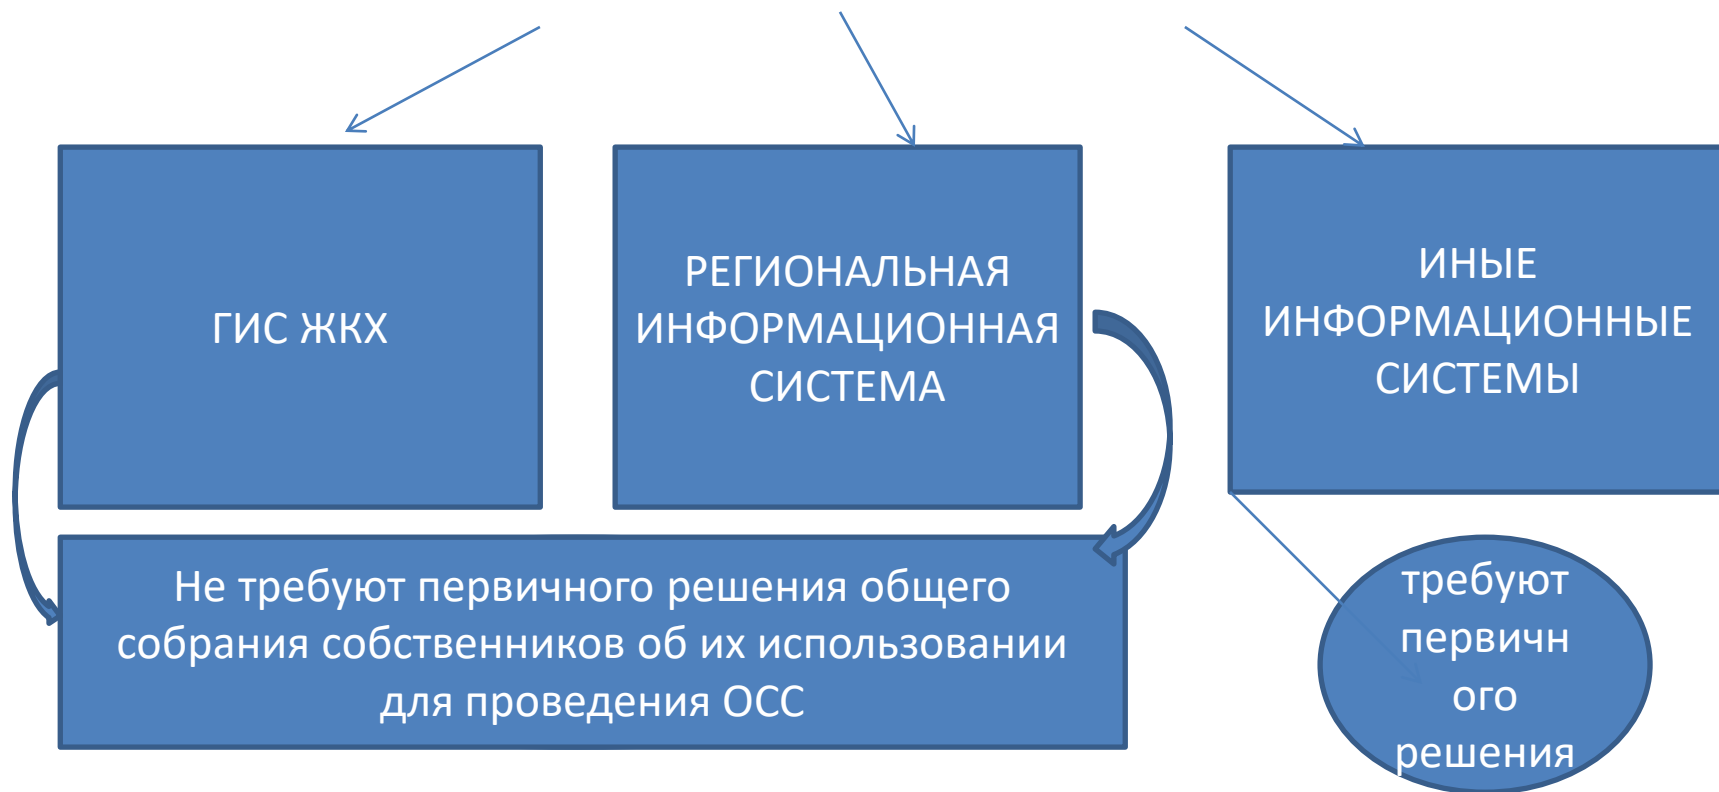 ГИС ЖКХ
РЕГИОНАЛЬНАЯ
ИНФОРМАЦИОННАЯ
СИСТЕМА
ИНЫЕ
ИНФОРМАЦИОННЫЕ
СИСТЕМЫ
Не требуют первичного решения общего
собрания собственников об их использовании
для проведения ОСС
требуют
первичн
ого
решения